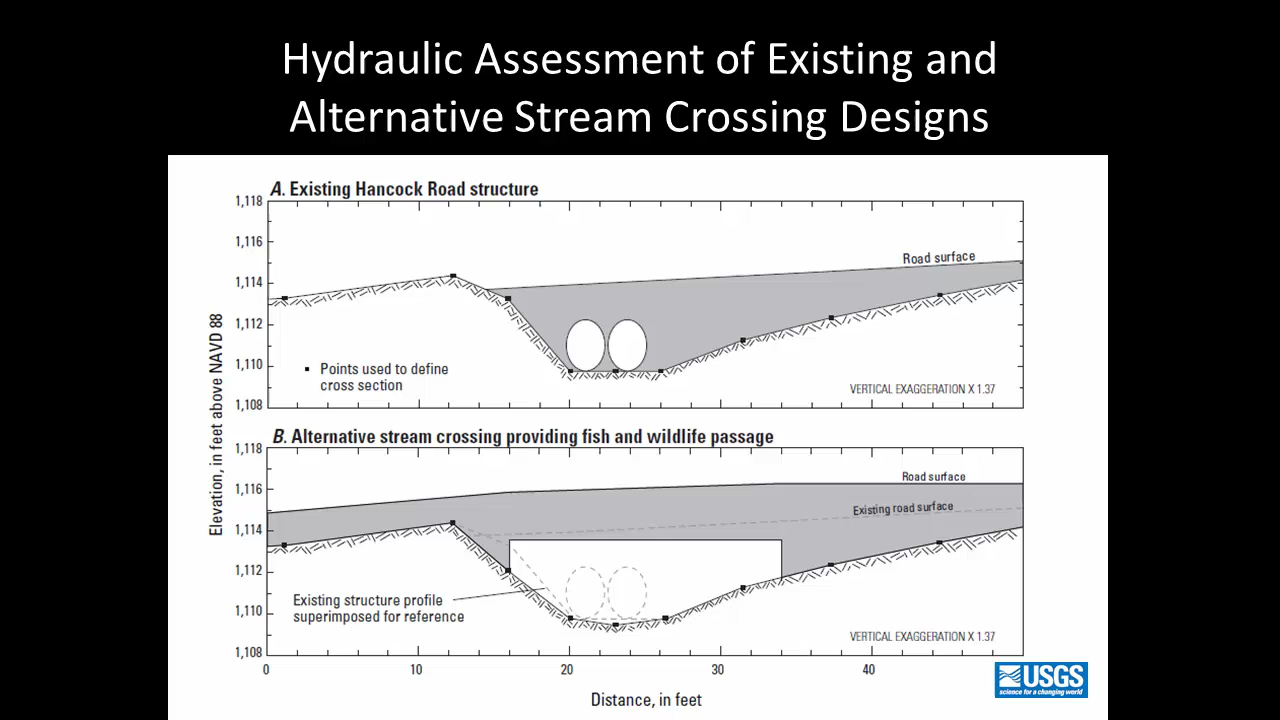 Hydraulic Assessment of Existing and
Alternative Stream Crossing Designs
A. Existing Hancock Road structure
1,118
1,116
1,114
1,112
1,110
1,108
Road surface
Points used to define
cross section
VERTICAL EXAGGERATION X 1.37
Elevation, in feet above NAVD 88
B. Alternative stream crossing providing fish and wildlife passage
1,118
1,116
1,114
1,112
1,110
1,108
Road surface
Existing road surface
Existing structure profile
superimposed for reference
VERTICAL EXAGGERATION X 1.37
0 10 20 30 40
Distance, in feet
USGS
science for a changing world